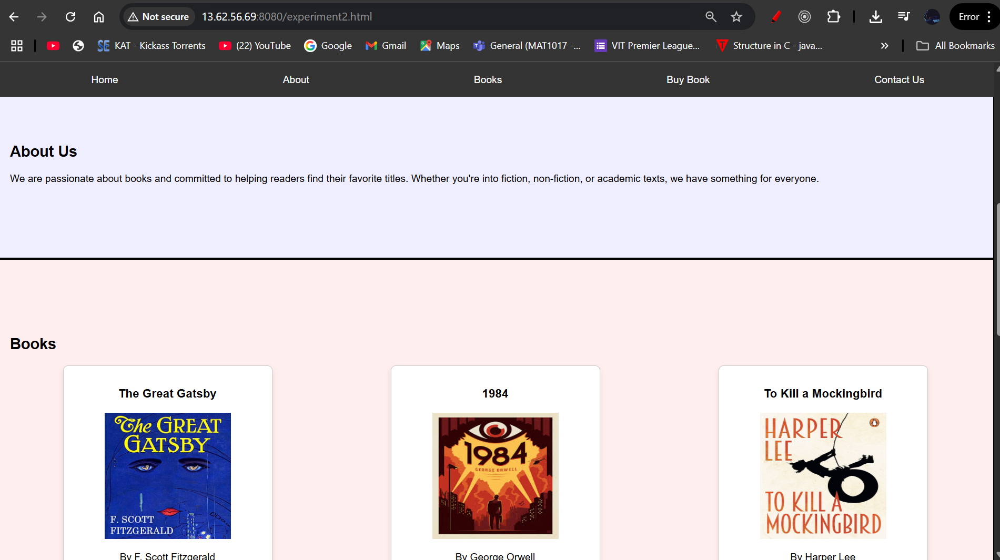 Not secure 13.62.56.69:8080/experiment2.html Error
KAT - Kickass Torrents (22) YouTube Google Gmail Maps General (MAT1017 -... VIT Premier League... Structure in C - java... » All Bookmarks
Home About Books Buy Book Contact Us
About Us
We are passionate about books and committed to helping readers find their favorite titles. Whether you're into fiction, non-fiction, or academic texts, we have something for everyone.
Books
The Great Gatsby
The GREAT
GATSBY
F. SCOTT
FITZGERALD
By F. Scott Fitzgerald
1984
1984
GEORGE ORWELL
By George Orwell
To Kill a Mockingbird
HARPER
LEE
TO KILL A
MOCKINGBIRD
By Harper Lee